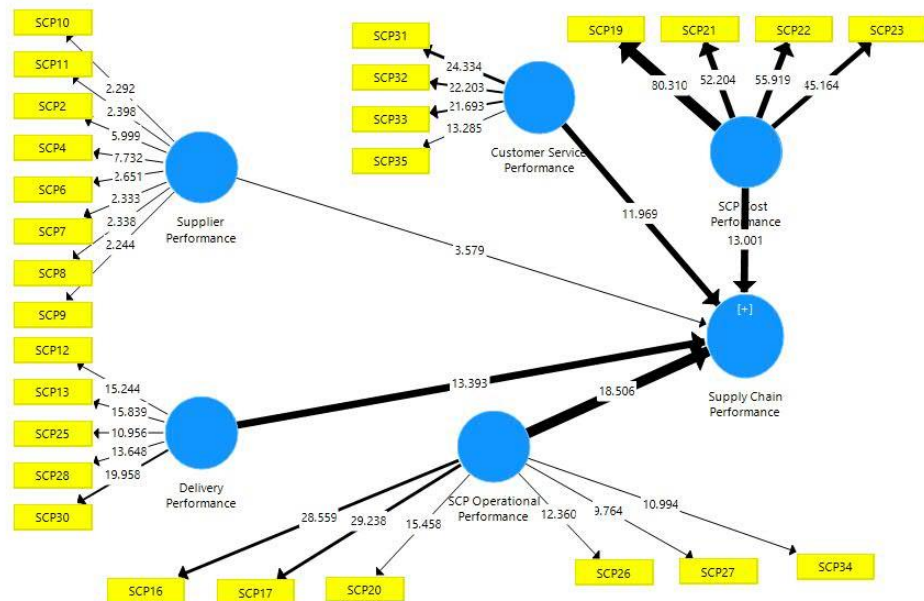 SCP10
SCP11
SCP2
SCP4
SCP6
SCP7
SCP8
SCP9
2.292
2.398
5.999
7.732
2.651
2.333
2.338
2.244
Supplier
Performance
3.579
SCP31
SCP32
SCP33
SCP35
24.334
22.203
21.693
13.285
Customer Service
Performance
11.969
SCP19
SCP21
SCP22
SCP23
80.310
52.204
55.919
45.164
SCP Cost
Performance
13.001
[+]
Supply Chain
Performance
SCP12
SCP13
SCP25
SCP28
SCP30
15.244
15.839
10.956
13.648
19.958
Delivery
Performance
13.393
18.506
SCP Operational
Performance
28.559
29.238
15.458
12.360
9.764
10.994
SCP16
SCP17
SCP20
SCP26
SCP27
SCP34